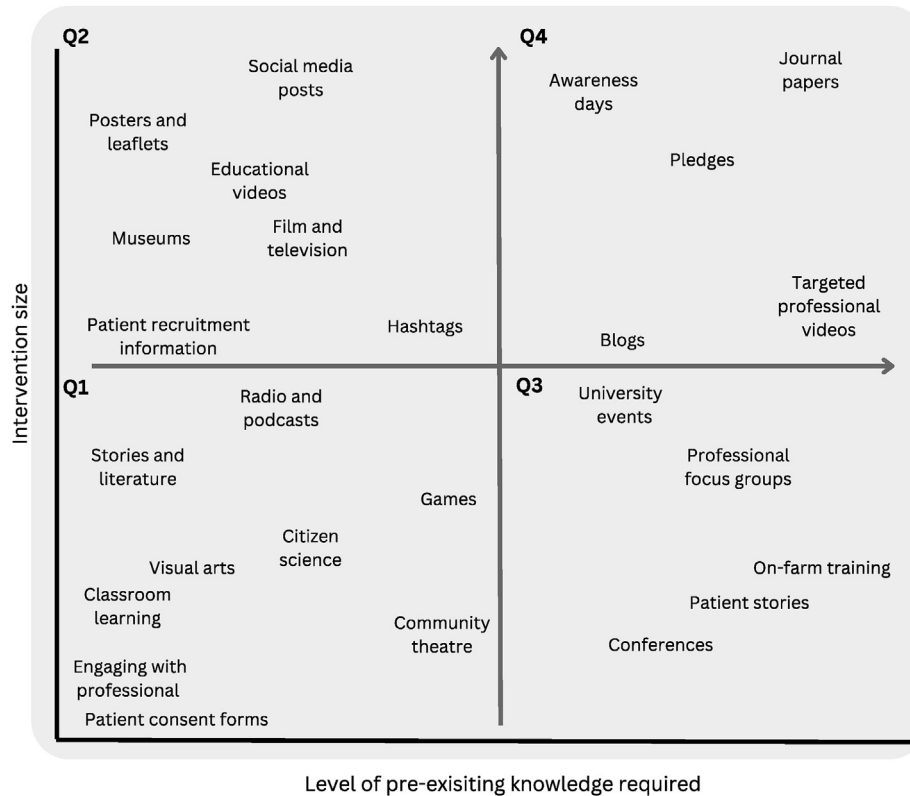 Q2
Social media
posts
Posters and
leaflets
Educational
videos
Museums
Film and
television
Patient recruitment
information
Hashtags
Q4
Awareness
days
Journal
papers
Pledges
Targeted
professional
videos
Blogs
Q1
Radio and
podcasts
Stories and
literature
Games
Citizen
science
Visual arts
Classroom
learning
Community
theatre
Engaging with
professional
Patient consent forms
Q3
University
events
Professional
focus groups
On-farm training
Patient stories
Conferences
Intervention size
Level of pre-exisiting knowledge required